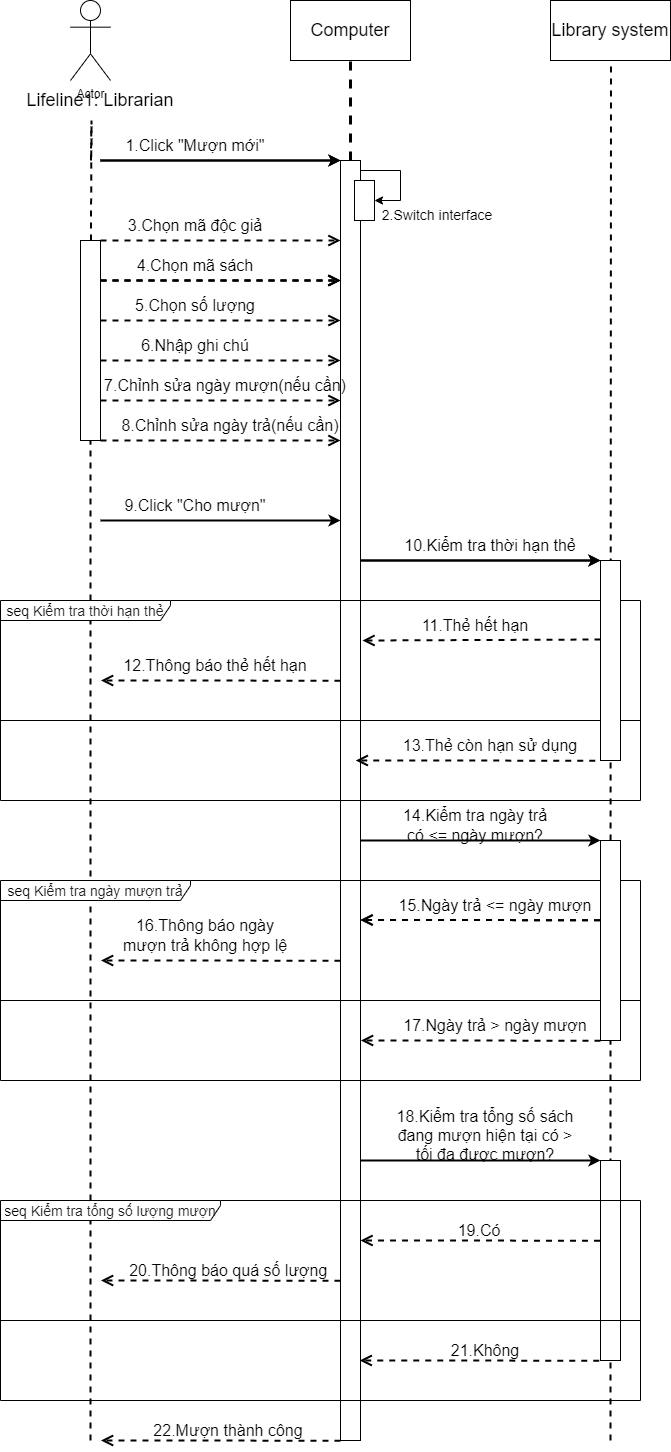 Computer
Library system
Actor
Lifeline1: Librarian
1.Click "Mượn mới"
2.Switch interface
3.Chọn mã độc giả
4.Chọn mã sách
5.Chọn số lượng
6.Nhập ghi chú
7.Chỉnh sửa ngày mượn(nếu cần)
8.Chỉnh sửa ngày trả(nếu cần)
9.Click "Cho mượn"
10.Kiểm tra thời hạn thẻ
seq Kiểm tra thời hạn thẻ
11.Thẻ hết hạn
12.Thông báo thẻ hết hạn
13.Thẻ còn hạn sử dụng
14.Kiểm tra ngày trả
có <= ngày mượn?
seq Kiểm tra ngày mượn trả
15.Ngày trả <= ngày mượn
16.Thông báo ngày
mượn trả không hợp lệ
17.Ngày trả > ngày mượn
18.Kiểm tra tổng số sách
đang mượn hiện tại có >
tối đa được mượn?
seq Kiểm tra tổng số lượng mượn
19.Có
20.Thông báo quá số lượng
21.Không
22.Mượn thành công